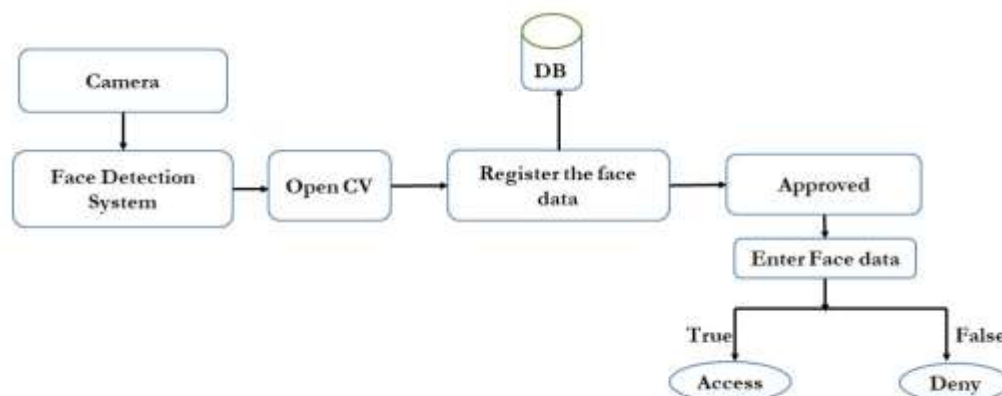 DB
Camera
Face Detection
System
Open CV
Register the face
data
Approved
Enter Face data
True
False
Access
Deny